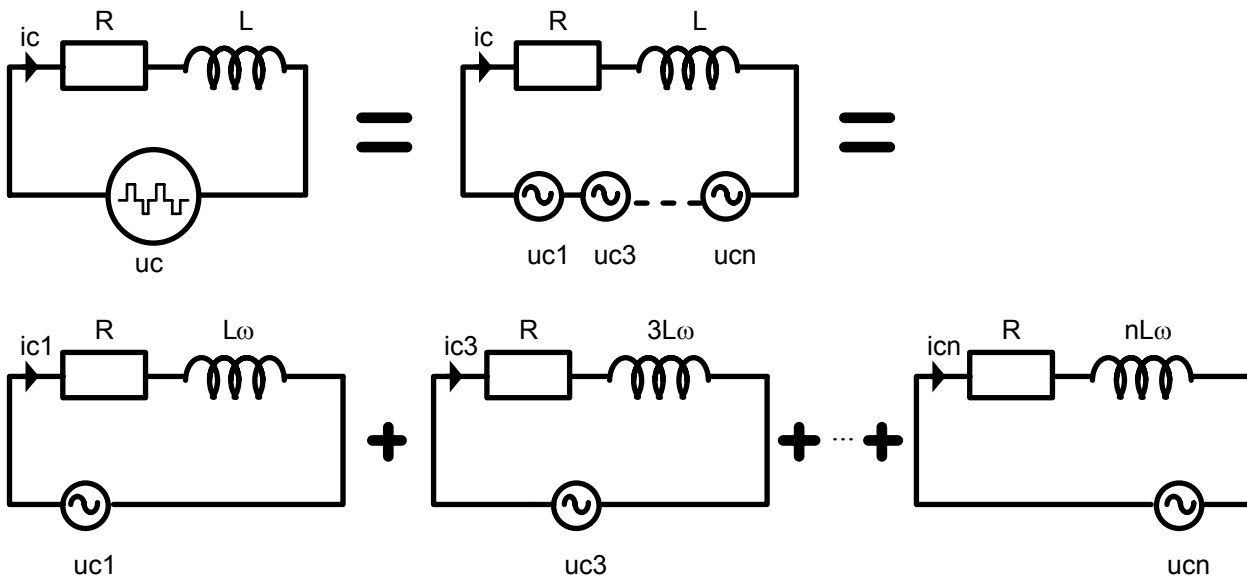 R L R L
ic ic
uc1 uc3 ucn
uc
R Lω R 3Lω R nLω
ic1 ic3 icn
...
uc1 uc3 ucn